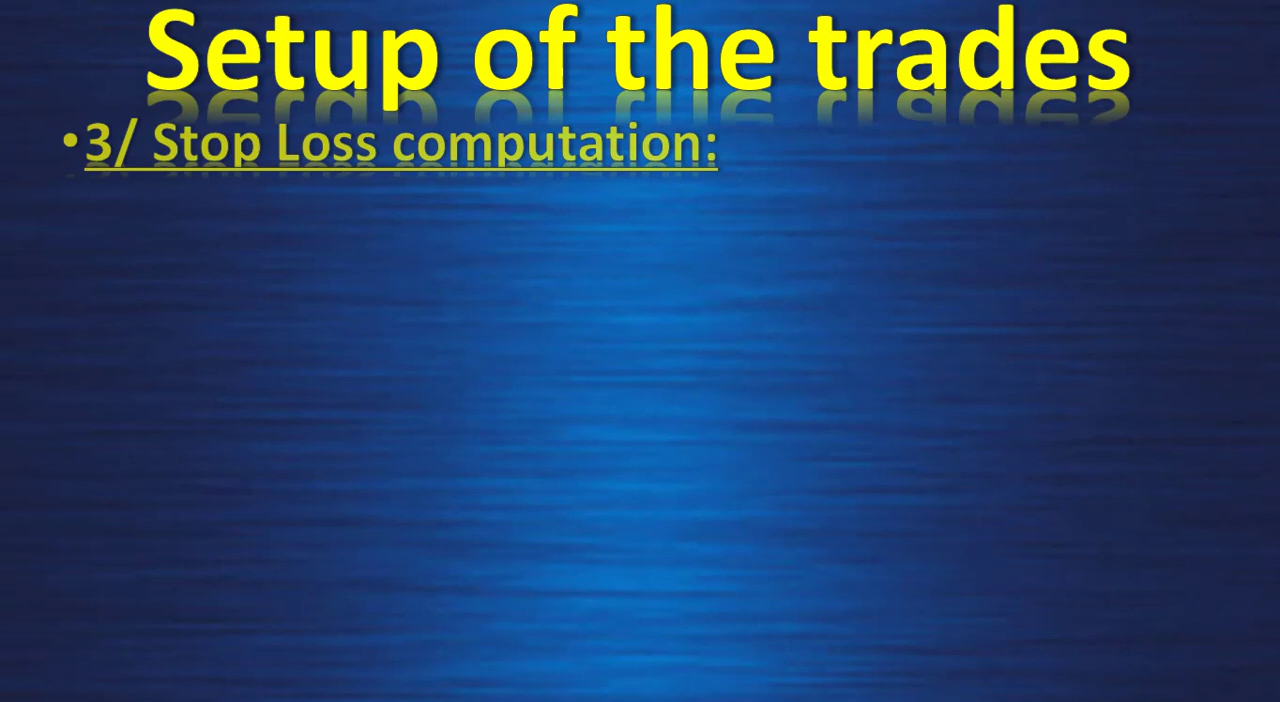 Setup of the trades
•3/ Stop Loss computation: